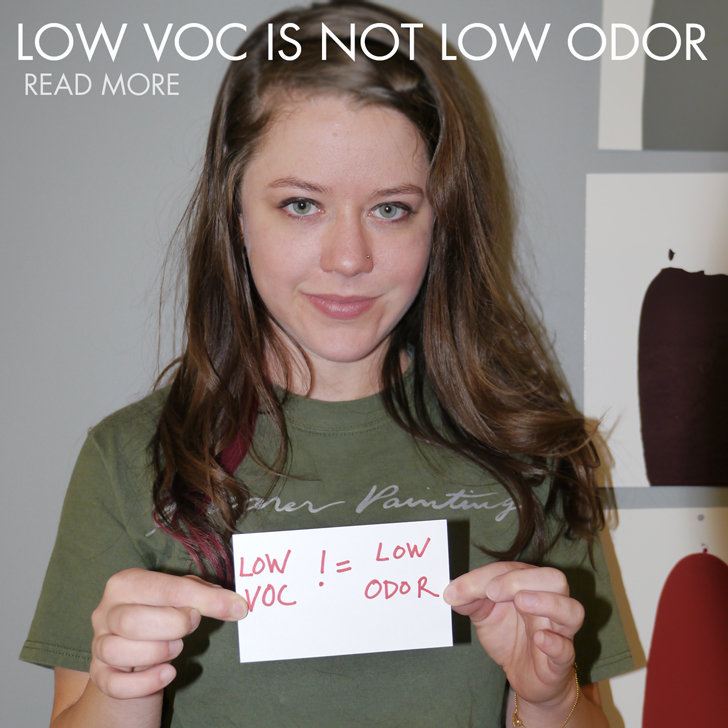 LOW VOC IS NOT LOW ODOR
READ MORE
Painting
LOW != LOW
VOC ODOR